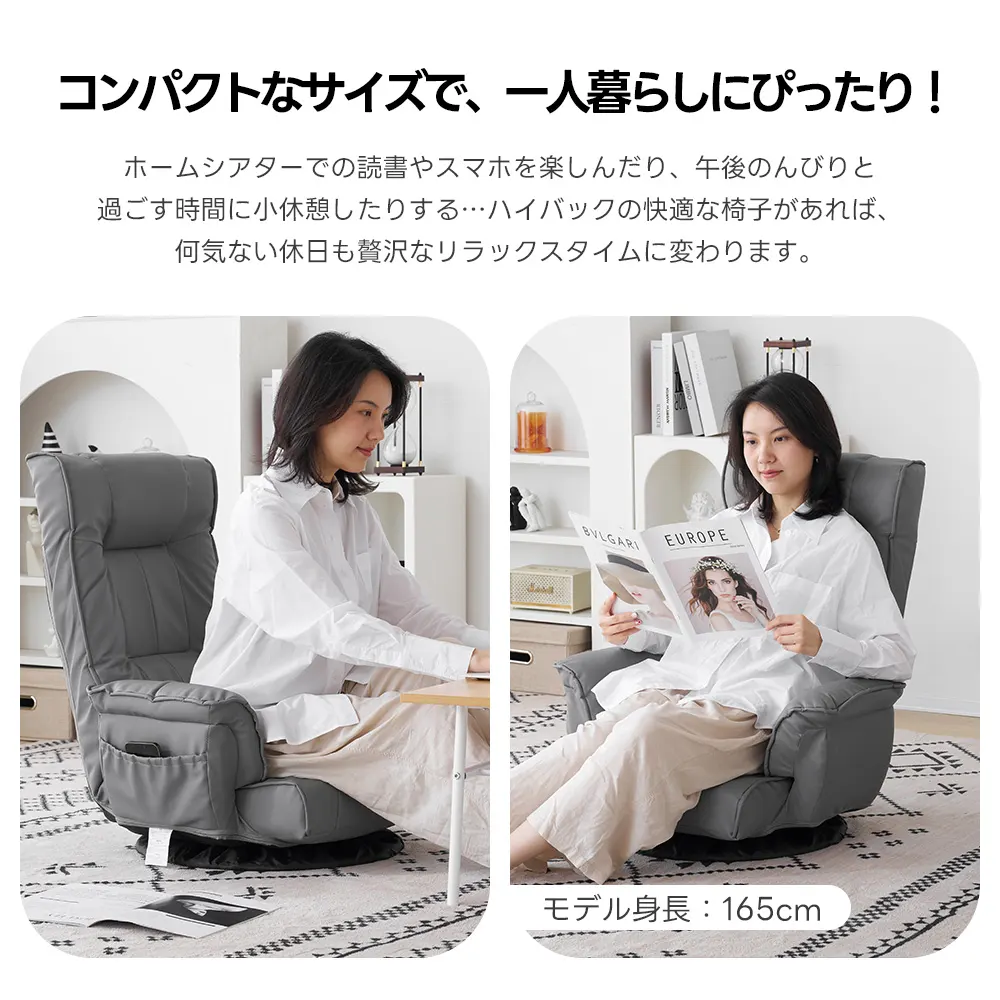 コンパクトなサイズで、一人暮らしにぴったり！
ホームシアターでの読書やスマホを楽しんだり、午後のんびりと
過ごす時間に小休憩したりする…ハイバックの快適な椅子があれば、
何気ない休日も贅沢なリラックスタイムに変わります。
BVLGARI
EUROPE
モデル身長：165cm